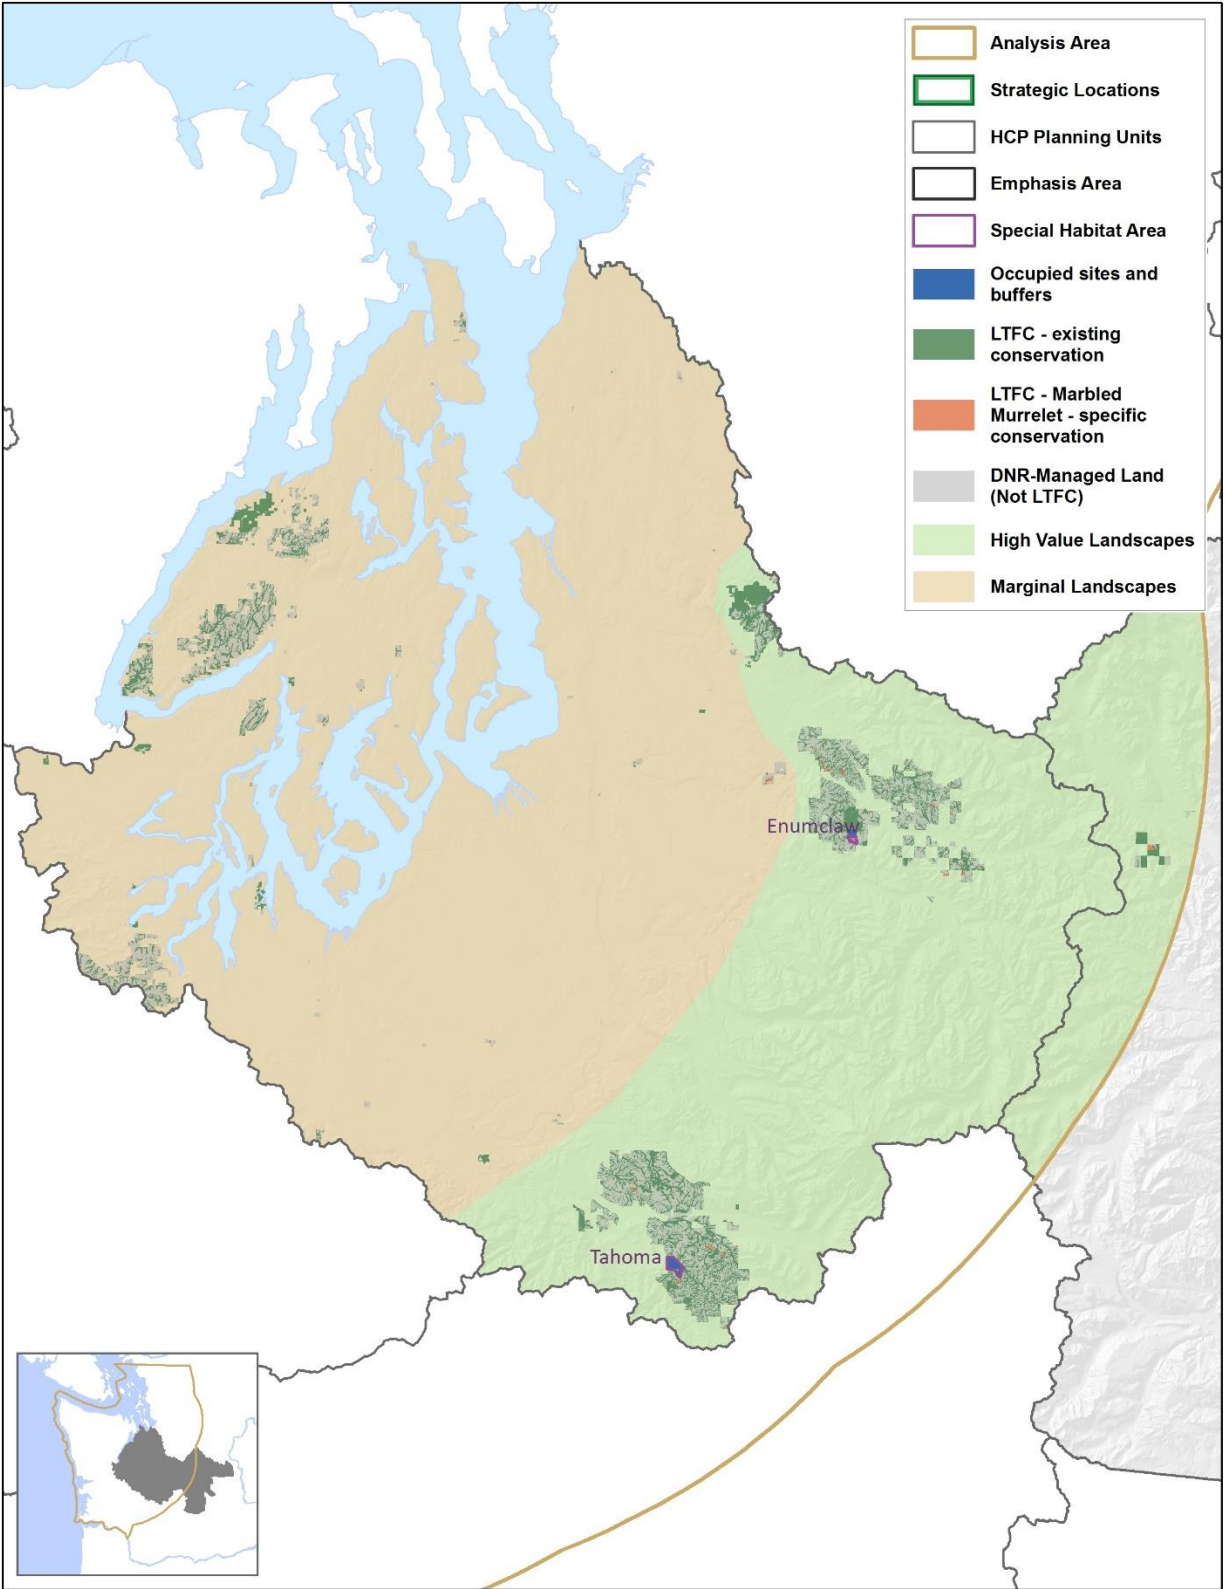 Analysis Area
Strategic Locations
HCP Planning Units
Emphasis Area
Special Habitat Area
Occupied sites and
buffers
LTFC - existing
conservation
LTFC - Marbled
Murrelet - specific
conservation
DNR-Managed Land
(Not LTFC)
High Value Landscapes
Marginal Landscapes
Enumclaw
Tahoma